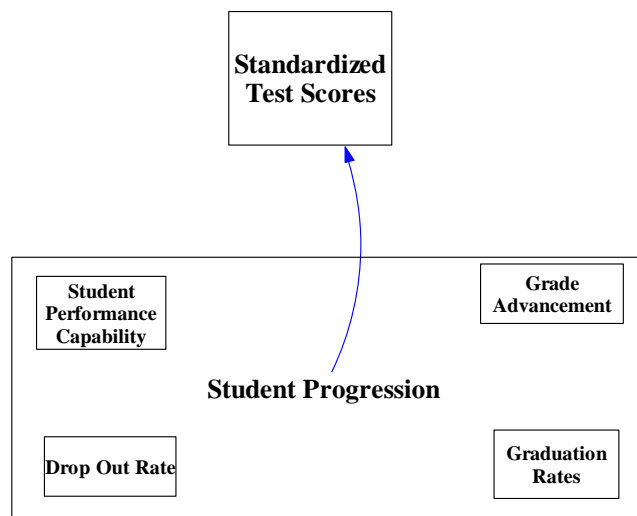 Standardized
Test Scores
Student
Performance
Capability
Grade
Advancement
Student Progression
Drop Out Rate
Graduation
Rates